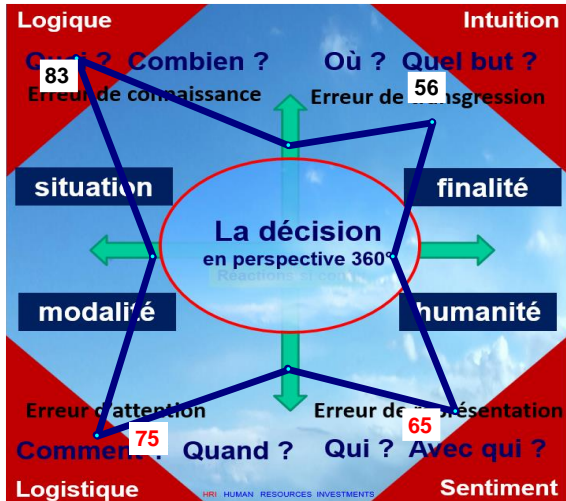 Logique
Intuition
Quoi ? Combien ?
Où ? Quel but ?
83
56
Erreur de connaissance
Erreur de transgression
situation
finalité
La décision
en perspective 360°
modalité
humanité
Erreur d'attention
Erreur de représentation
75
65
Comment ? Quand ?
Qui ? Avec qui ?
Logistique
Sentiment
HRI HUMAN RESOURCES INVESTMENTS